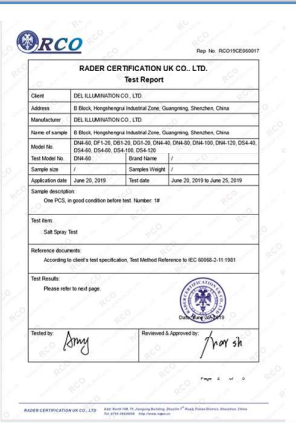 RCO
Rep No. RCO19CE060017
RADER CERTIFICATION UK CO.. LTD.
Test Report
Client DEL ILLUMINATION CO., LTD.
Address B Block, Hongshengrui Industrial Zone, Guangming, Shenzhen, China
Manufacturer DEL ILLUMINATION CO., LTD.
Name of sample B Block, Hongshengrui Industrial Zone, Guangming, Shenzhen, China
Model No. DN4-60, DF1-20, DB1-20, DG1-20, DN4-40, DN4-80, DN4-100, DN4-120, DS4-40,
DS4-60, DS4-80, DS4-100, DS4-120
Test Model No. DN4-60 Brand Name /
Sample size / Samples Weight /
Application date June 20, 2019 Test date June 20, 2019 to June 25, 2019
Sample description:
One PCS, in good condition before test. Number: 1#
Test item:
Salt Spray Test
Reference documents:
According to client's test specification, Test Method Reference to IEC 60068-2-11:1981
Test Results:
Please refer to next page.
Tested by: Amy Reviewed & Approved by:
Page of
RADER CERTIFICATION UK CO., LTD